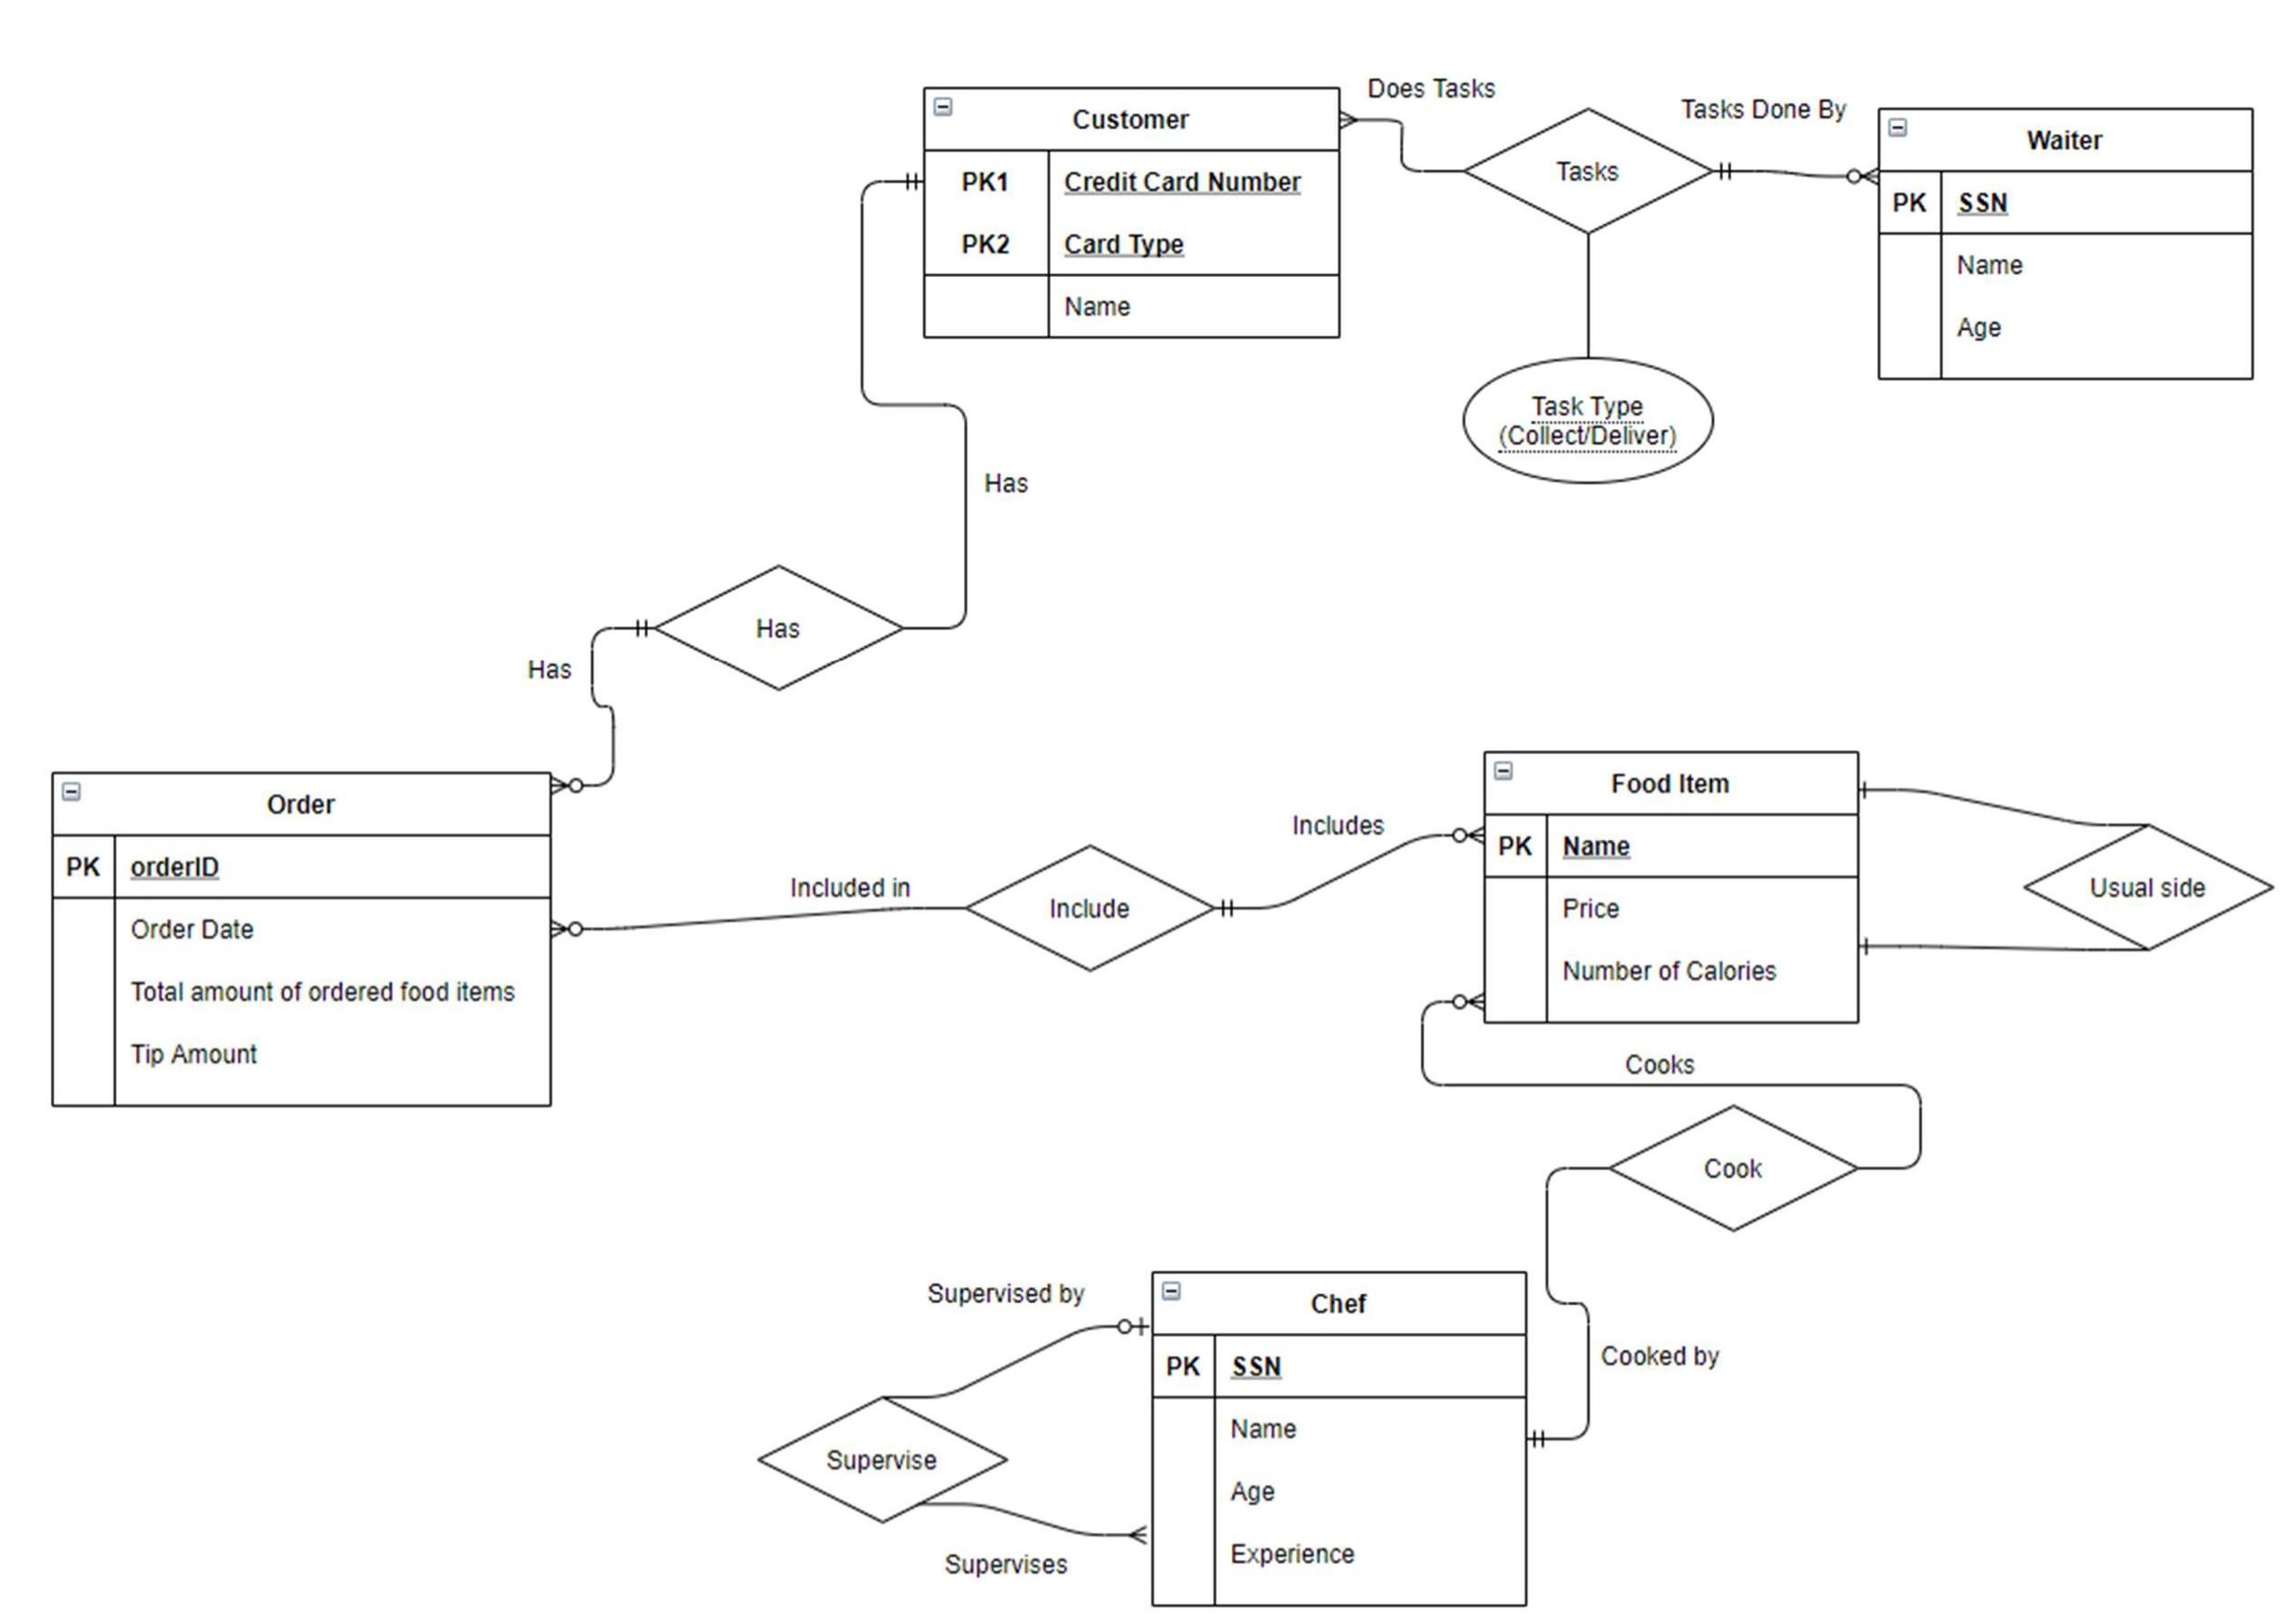 Does Tasks
Tasks Done By
Customer
PK1 Credit Card Number
PK2 Card Type
Name
Tasks
Task Type
(Collect/Deliver)
Waiter
PK SSN
Name
Age
Has
Has
Has
Order
PK orderID
Order Date
Total amount of ordered food items
Tip Amount
Included in
Include
Includes
Food Item
PK Name
Price
Number of Calories
Usual side
Cooks
Cook
Cooked by
Supervised by
Supervise
Supervises
Chef
PK SSN
Name
Age
Experience